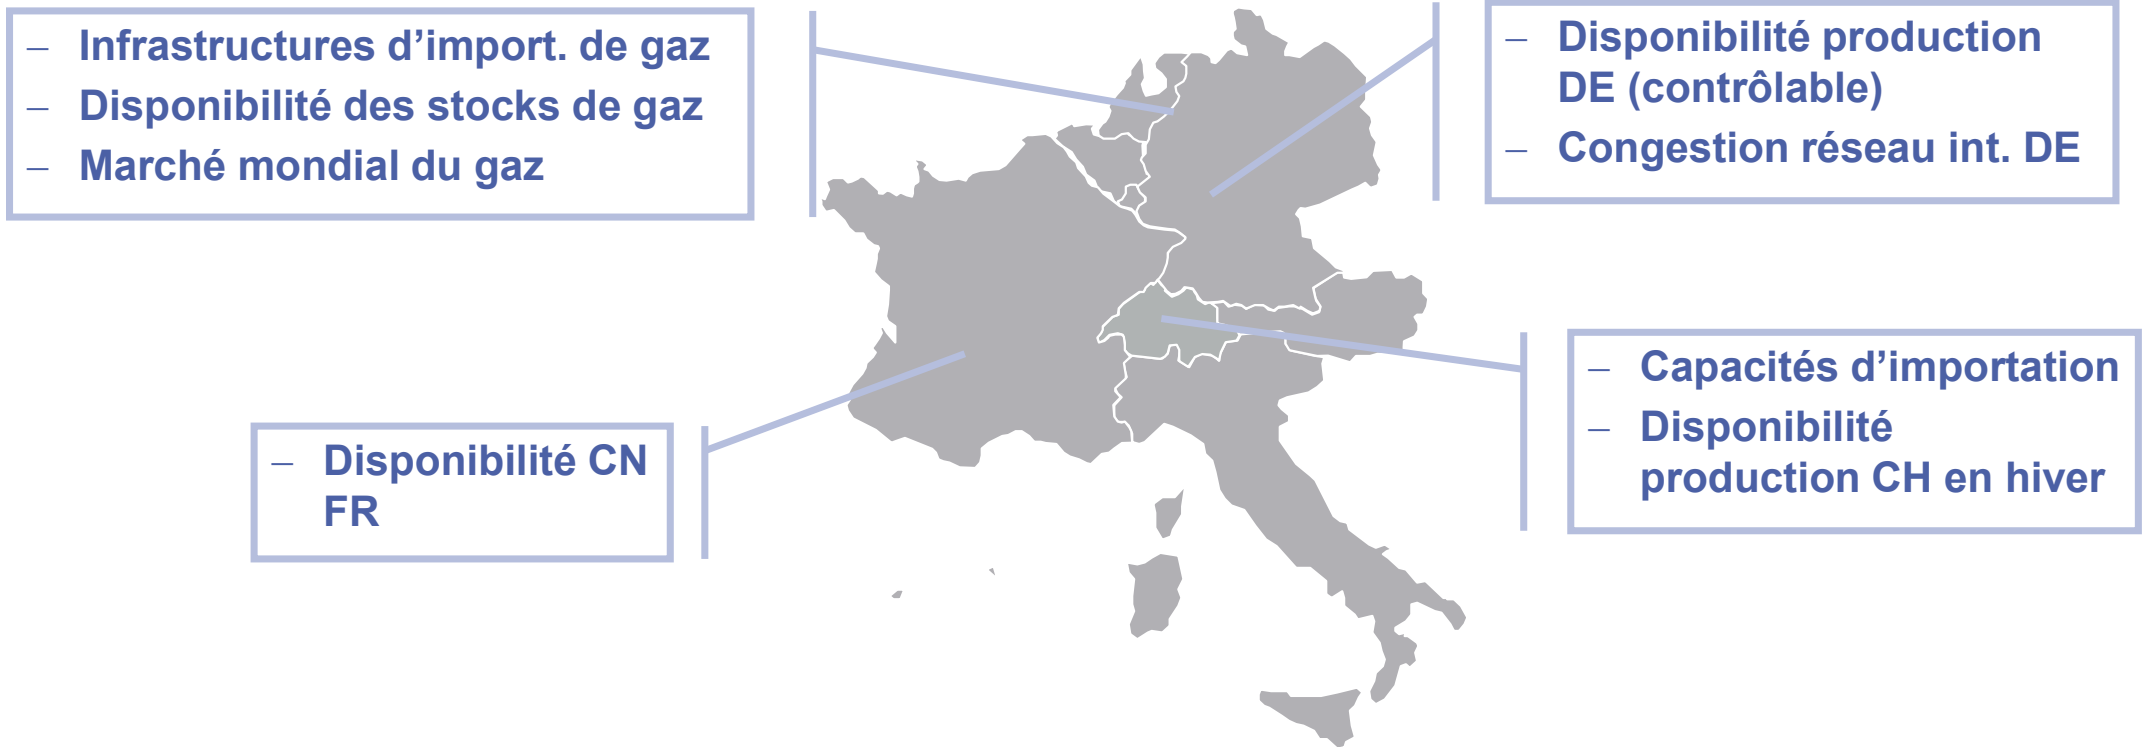 – Infrastructures d’import. de gaz
– Disponibilité des stocks de gaz
– Marché mondial du gaz
– Disponibilité production
DE (contrôlable)
– Congestion réseau int. DE
– Disponibilité CN
FR
– Capacités d’importation
– Disponibilité
production CH en hiver